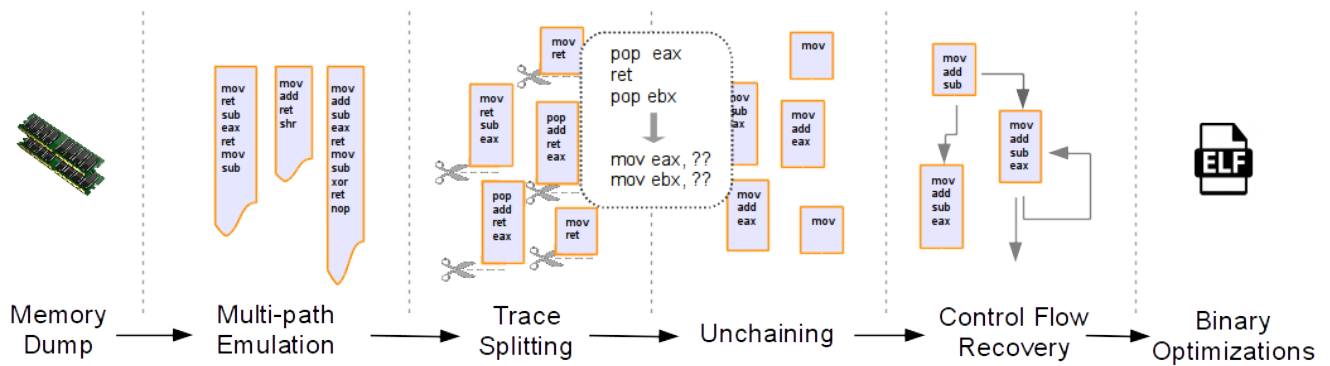 mov
ret
sub
eax
ret
mov
sub
mov
add
ret
shr
mov
add
sub
eax
ret
mov
sub
xor
ret
nop
mov
ret
sub
eax
pop
add
ret
eax
mov
ret
pop
add
ret
eax
mov
ret
pop eax
ret
pop ebx
mov eax, ??
mov ebx, ??
mov
sub
ax
mov
add
eax
mov
mov
add
eax
mov
mov
add
sub
mov
add
sub
eax
mov
add
sub
eax
ELF
Memory
Dump
Multi-path
Emulation
Trace
Splitting
Unchaining
Control Flow
Recovery
Binary
Optimizations